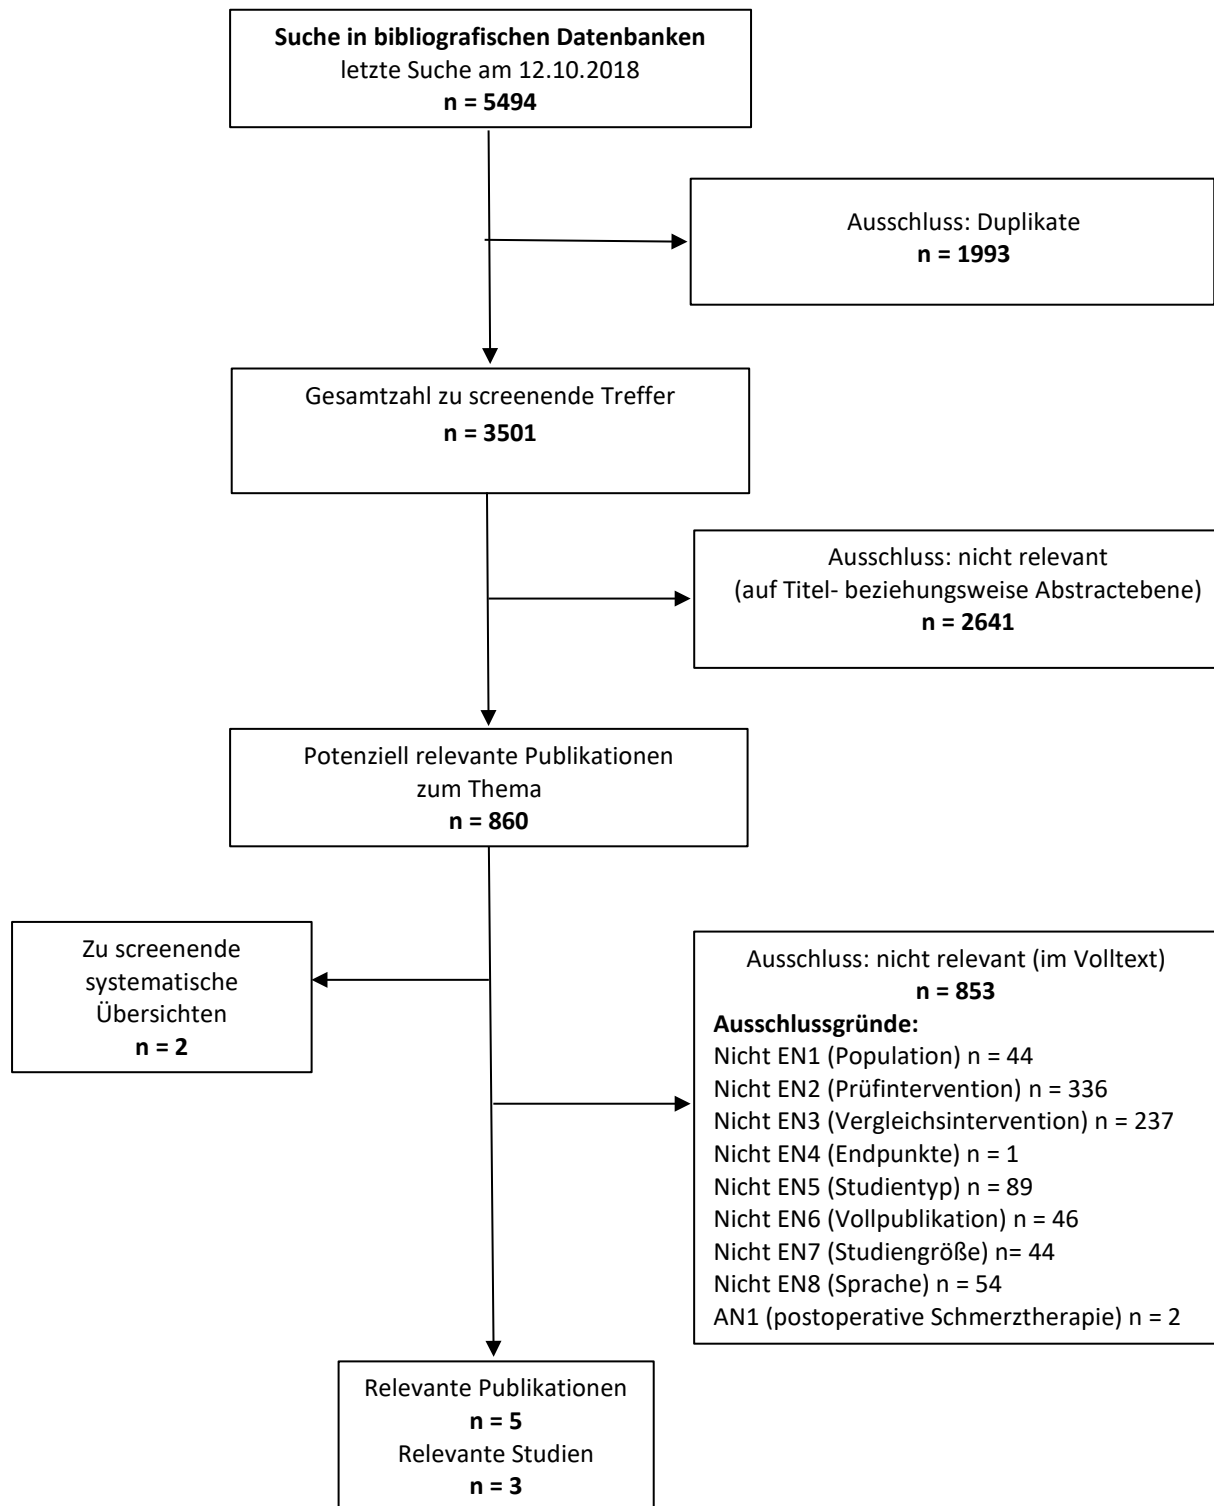 Suche in bibliografischen Datenbanken
letzte Suche am 12.10.2018
n = 5494
Ausschluss: Duplikate
n = 1993
Gesamtzahl zu screenende Treffer
n = 3501
Ausschluss: nicht relevant
(auf Titel- beziehungsweise Abstractebene)
n = 2641
Potenziell relevante Publikationen
zum Thema
n = 860
Zu screenende
systematische
Übersichten
n = 2
Ausschluss: nicht relevant (im Volltext)
n = 853
Ausschlussgründe:
Nicht EN1 (Population) n = 44
Nicht EN2 (Prüfintervention) n = 336
Nicht EN3 (Vergleichsintervention) n = 237
Nicht EN4 (Endpunkte) n = 1
Nicht EN5 (Studientyp) n = 89
Nicht EN6 (Vollpublikation) n = 46
Nicht EN7 (Studiengröße) n= 44
Nicht EN8 (Sprache) n = 54
AN1 (postoperative Schmerztherapie) n = 2
Relevante Publikationen
n = 5
Relevante Studien
n = 3